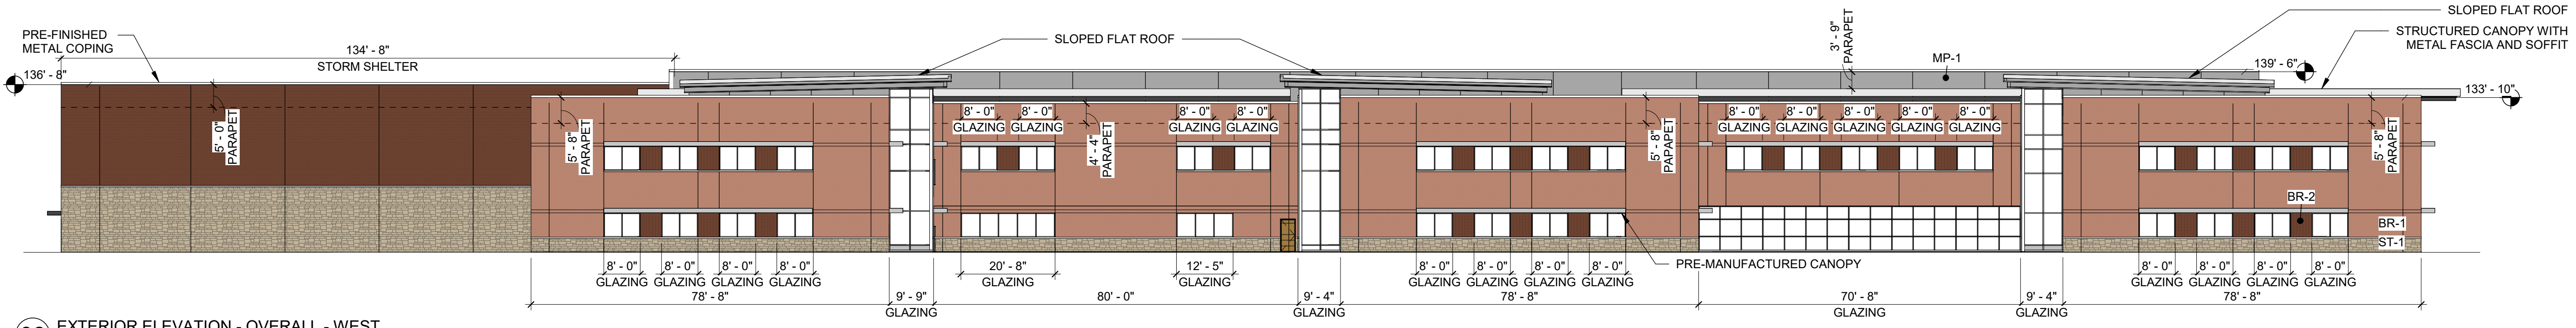 SLOPED FLAT ROOF
PRE-FINISHED
METAL COPING
134' - 8"
STORM SHELTER
SLOPED FLAT ROOF
3' - 9"
PARAPET
STRUCTURED CANOPY WITH
METAL FASCIA AND SOFFIT
MP-1
136' - 8"
139' - 6"
133' - 10"
5' - 0"
PARAPET
5' - 8"
PARAPET
8' - 0" 8' - 0"
GLAZING GLAZING
4' - 4"
PARAPET
8' - 0" 8' - 0"
GLAZING GLAZING
5' - 8"
PAPAPET
8' - 0" 8' - 0" 8' - 0" 8' - 0" 8' - 0"
GLAZING GLAZING GLAZING GLAZING GLAZING
5' - 8"
PARAPET
BR-2
BR-1
ST-1
PRE-MANUFACTURED CANOPY
8' - 0" 8' - 0" 8' - 0" 8' - 0" 20' - 8" 12' - 5" 8' - 0" 8' - 0" 8' - 0" 8' - 0" 8' - 0" 8' - 0" 8' - 0" 8' - 0"
GLAZING GLAZING GLAZING GLAZING GLAZING GLAZING GLAZING GLAZING GLAZING GLAZING GLAZING GLAZING GLAZING GLAZING
78' - 8" 9' - 9" 80' - 0" 9' - 4" 78' - 8" 70' - 8" 9' - 4" 78' - 8"
GLAZING GLAZING GLAZING GLAZING
EXTERIOR ELEVATION - OVERALL - WEST